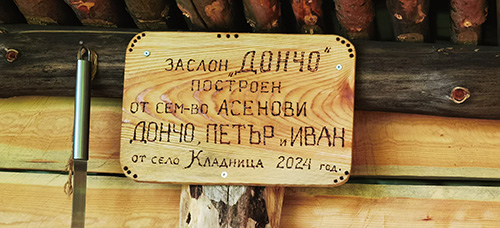 ЗАСЛОН „ДОНЧО“
ПОСТРОЕН
ОТ СЕМ-ВО АСЕНОВИ
ДОНЧО, ПЕТЪР И ИВАН
ОТ СЕЛО КЛАДНИЦА 2024 ГОД.